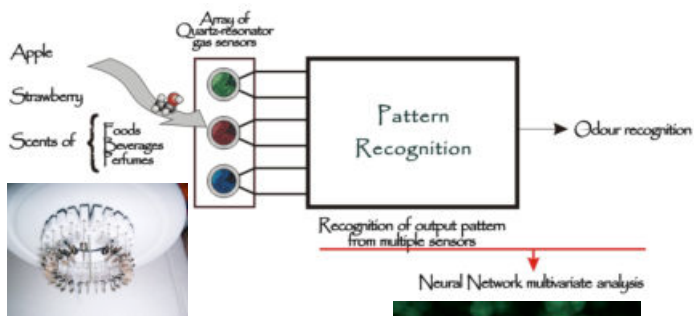 Array of
Quartz-resonator
gas sensors
Apple
Strawberry
Scents of
Foods
Beverages
Perfumes
Pattern
Recognition
Odour recognition
Recognition of output pattern
from multiple sensors
Neural Network multivariate analysis